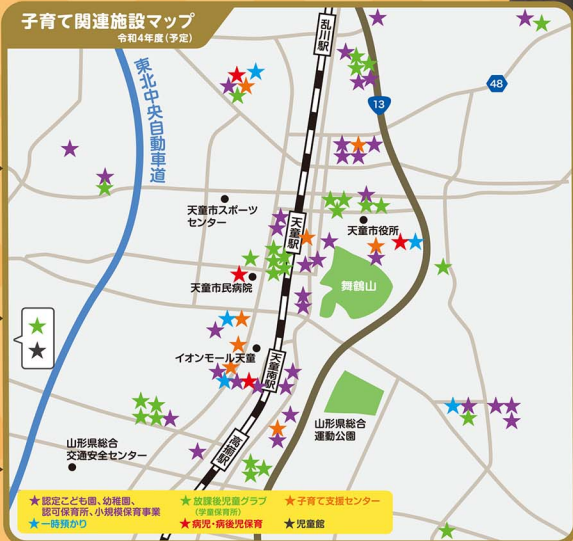 子育て関連施設マップ
令和4年度(予定)
乱川駅
東北中央自動車道
48
13
天童市スポーツ
センター
天童駅
天童市役所
天童市民病院
舞鶴山
イオンモール天童
天童南駅
山形県総合
運動公園
高擶駅
山形県総合
交通安全センター
★認定こども園、幼稚園、
認可保育所、小規模保育事業
★放課後児童クラブ
(学童保育所)
★子育て支援センター
★一時預かり
★病児・病後児保育
★児童館